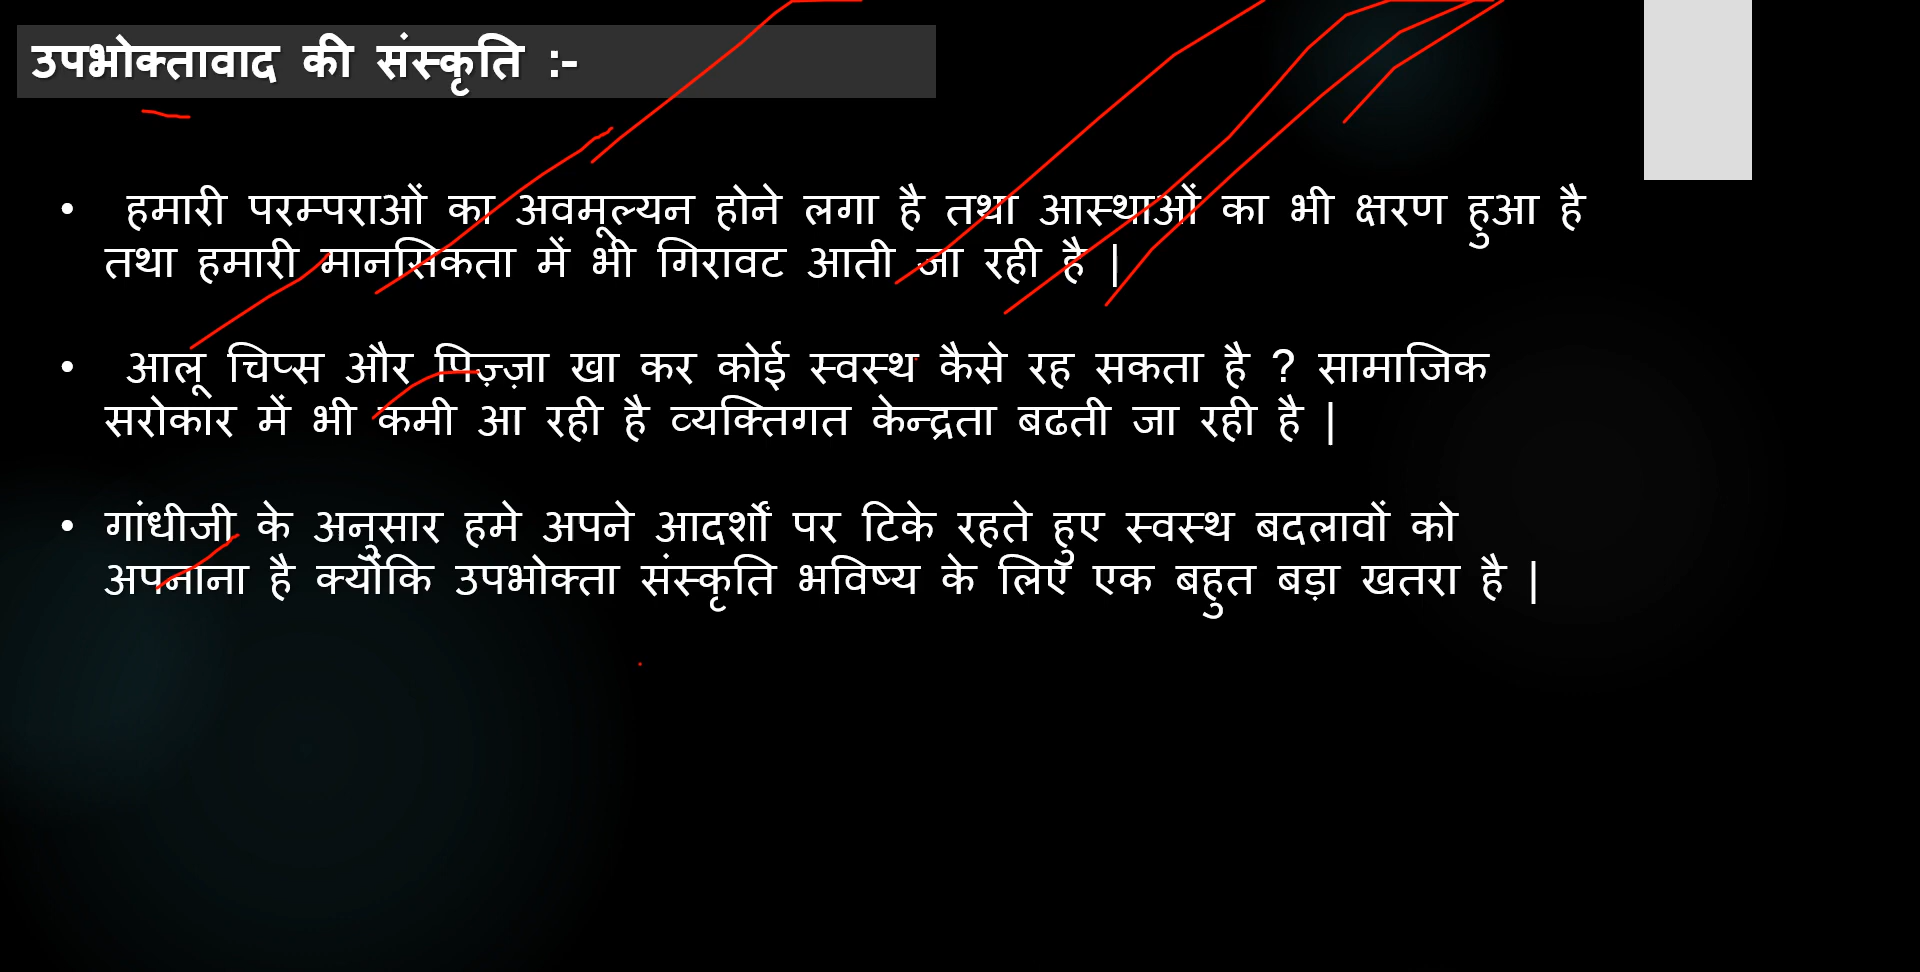 उपभोक्तावाद की संस्कृति :-
• हमारी परम्पराओं का अवमूल्यन होने लगा है तथा आस्थाओं का भी क्षरण हुआ है
तथा हमारी मानसिकता में भी गिरावट आती जा रही है |
• आलू चिप्स और पिज़्ज़ा खा कर कोई स्वस्थ कैसे रह सकता है ? सामाजिक
सरोकार में भी कमी आ रही है व्यक्तिगत केन्द्रता बढती जा रही है |
• गांधीजी के अनुसार हमे अपने आदर्शों पर टिके रहते हुए स्वस्थ बदलावों को
अपनाना है क्योंकि उपभोक्ता संस्कृति भविष्य के लिए एक बहुत बड़ा खतरा है |